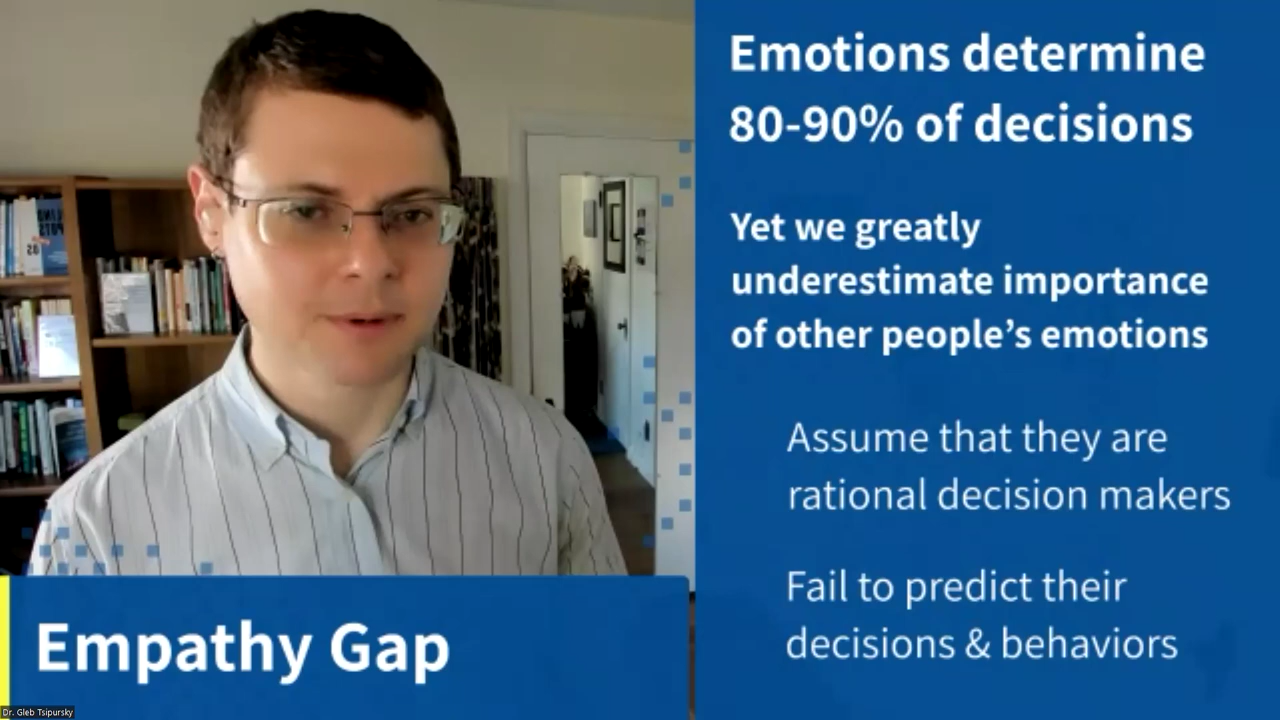 Emotions determine
80-90% of decisions
Yet we greatly
underestimate importance
of other people’s emotions
Assume that they are
rational decision makers
Fail to predict their
decisions & behaviors
Empathy Gap
Dr. Gleb Tsipursky